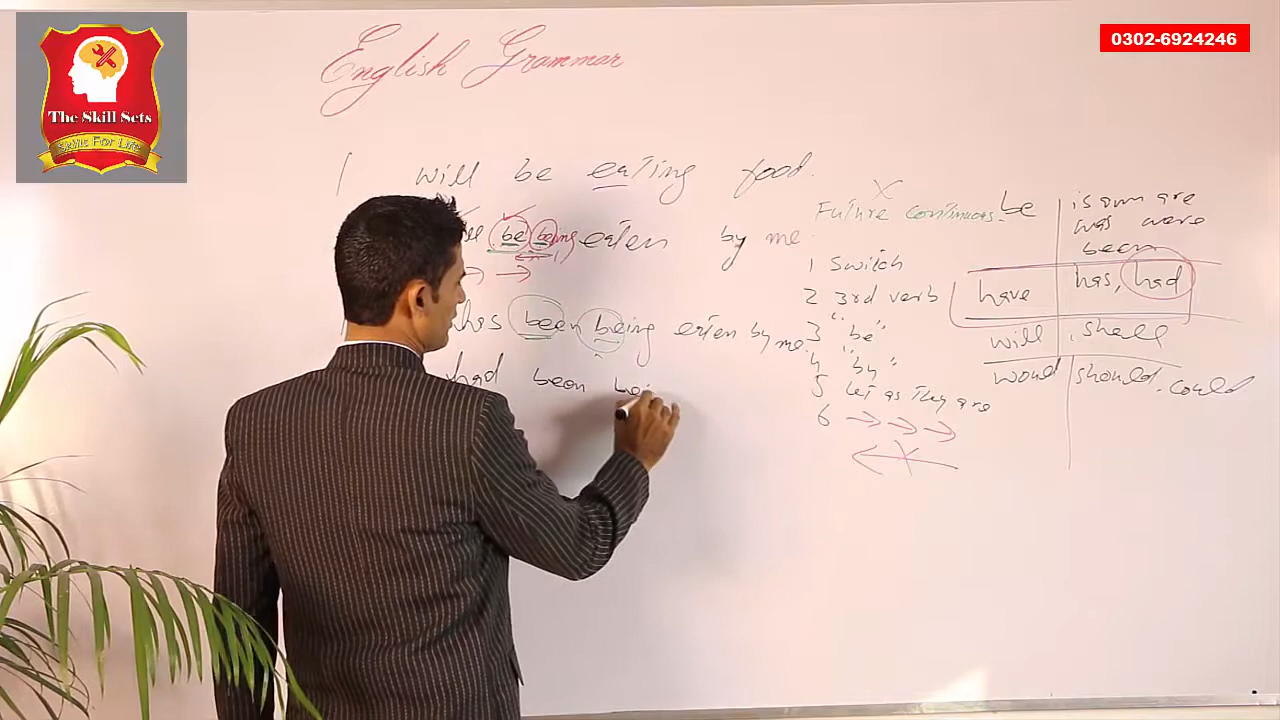 The Skill Sets
Skills For Life
0302-6924246
English Grammar
I will be eating food.
be being eaten by me.
has been being eaten by me.
had been bei
X
Future continuous.
1 Switch
2 3rd verb
3 "be"
4 "by"
5 let as they are
6 → → →
be is am are
was were
been
have has, had
will , shall
would should. could